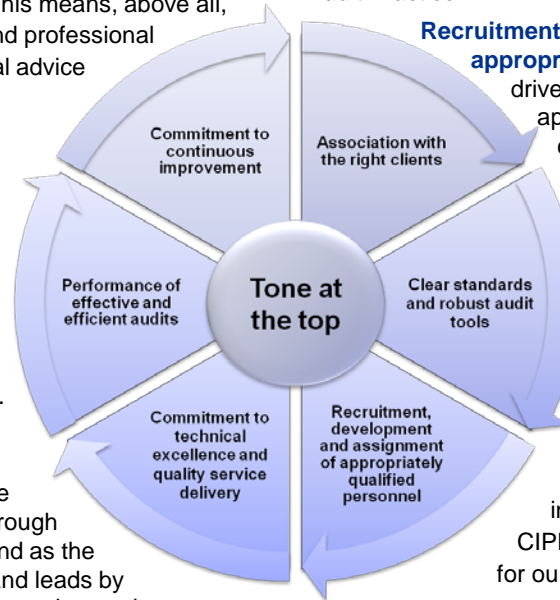 his means, above all,
nd professional
al advice
Recruitment
appropr
drive
ap
Commitment to
continuous
improvement
Association with
the right clients
Clear standards
and robust audit
tools
Recruitment,
development
and assignment
of appropriately
qualified
personnel
Commitment to
technical
excellence and
quality service
delivery
Performance of
effective and
efficient audits
Tone at
the top
e
rough
nd as the
and leads by
in
CIP
for ou